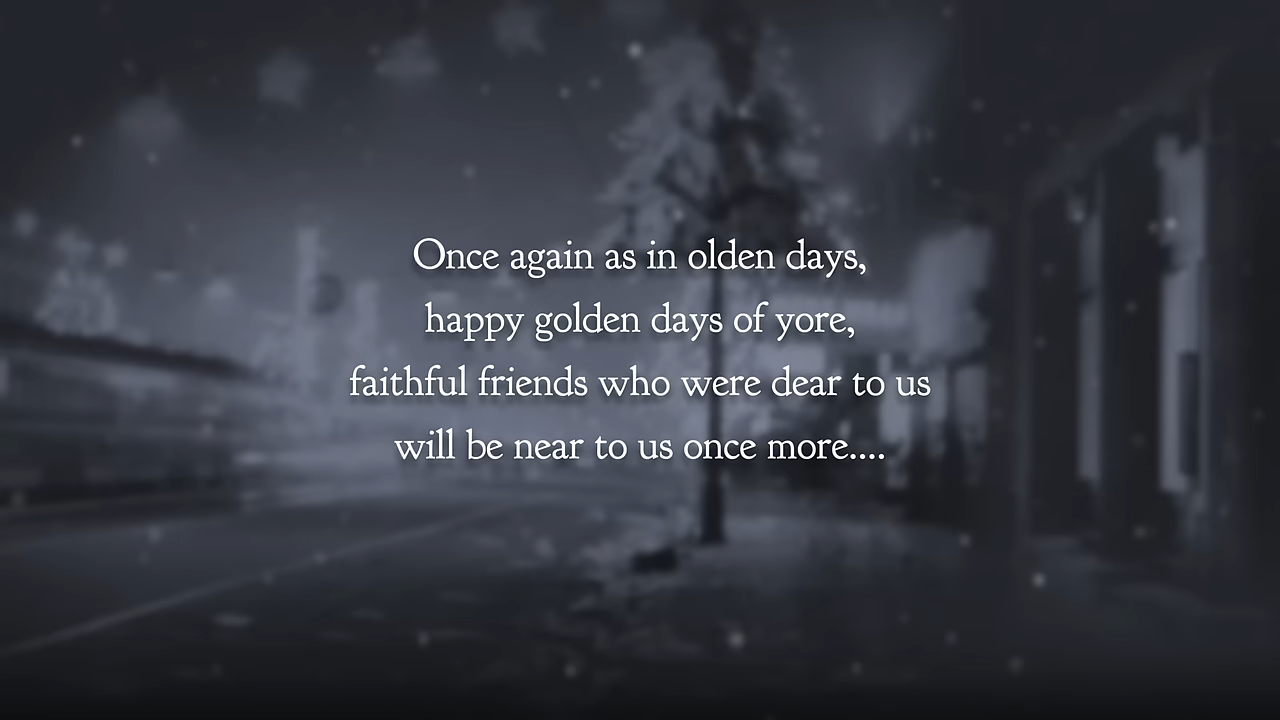 Once again as in olden days,
happy golden days of yore,
faithful friends who were dear to us
will be near to us once more....